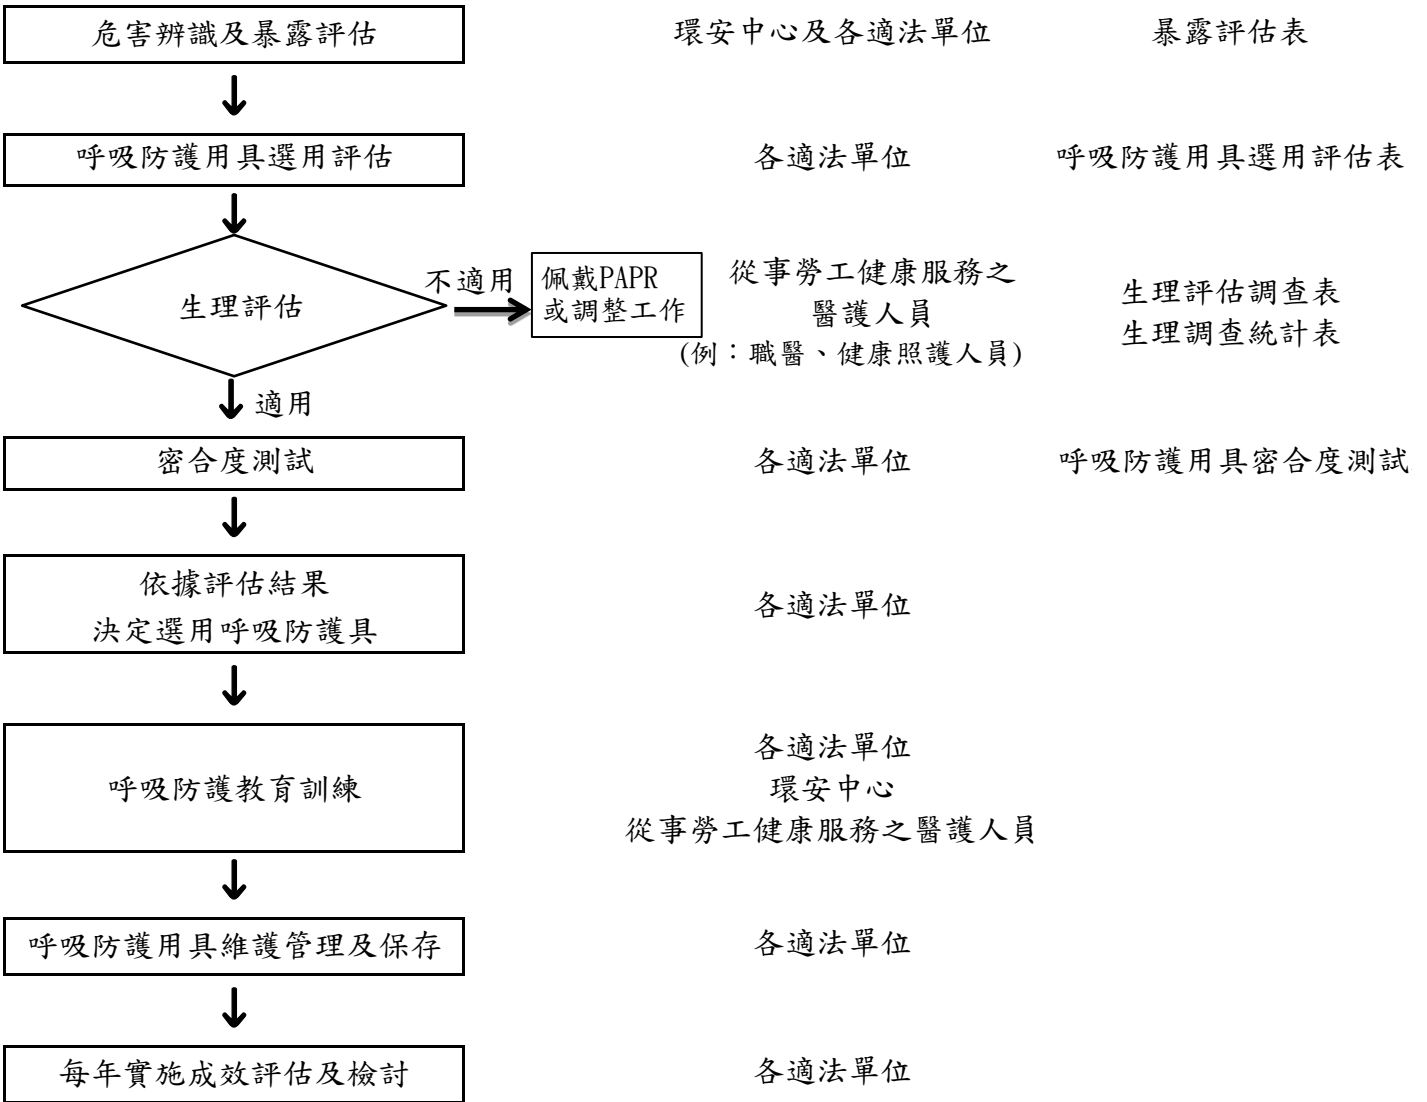 危害辨識及暴露評估
環安中心及各適法單位
暴露評估表
呼吸防護用具選用評估
各適法單位
呼吸防護用具選用評估表
生理評估
不適用
佩戴PAPR
或調整工作
從事勞工健康服務之
醫護人員
(例：職醫、健康照護人員)
生理評估調查表
生理調查統計表
適用
密合度測試
各適法單位
呼吸防護用具密合度測試
依據評估結果
決定選用呼吸防護具
各適法單位
呼吸防護教育訓練
各適法單位
環安中心
從事勞工健康服務之醫護人員
呼吸防護用具維護管理及保存
各適法單位
每年實施成效評估及檢討
各適法單位